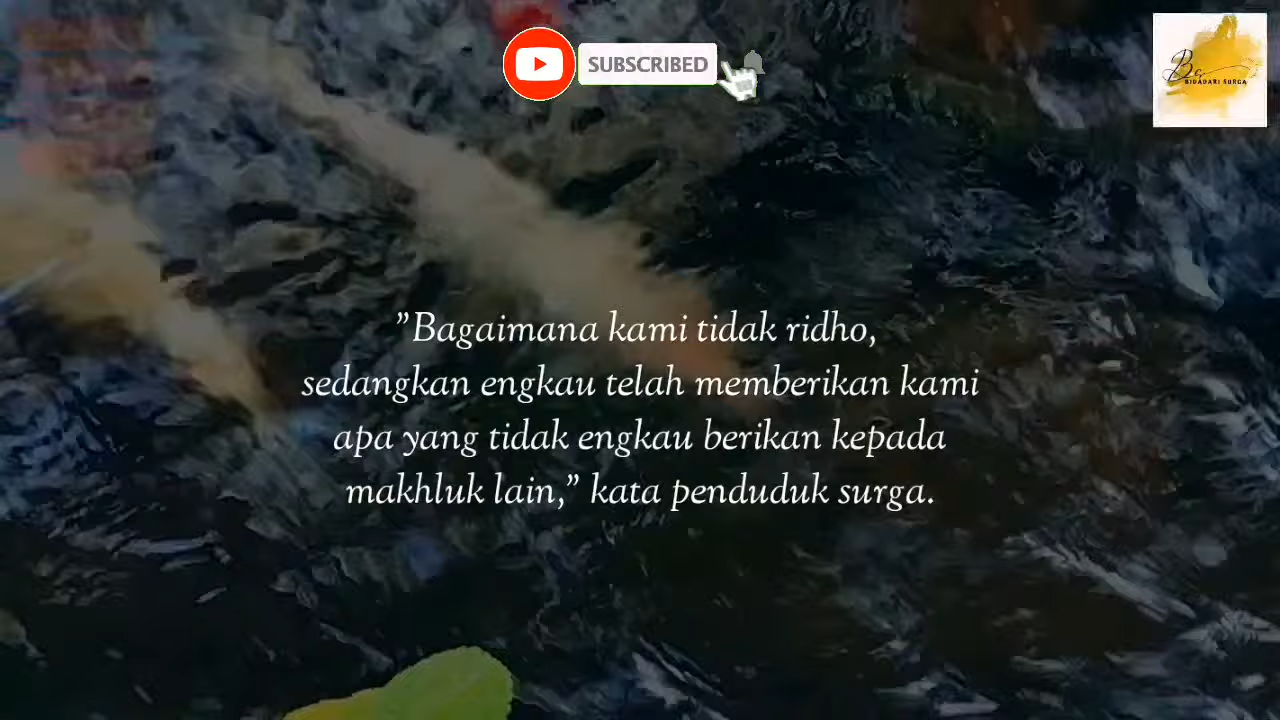 SUBSCRIBED
BIDADARI SURGA
”Bagaimana kami tidak ridho,
sedangkan engkau telah memberikan kami
apa yang tidak engkau berikan kepada
makhluk lain,” kata penduduk surga.